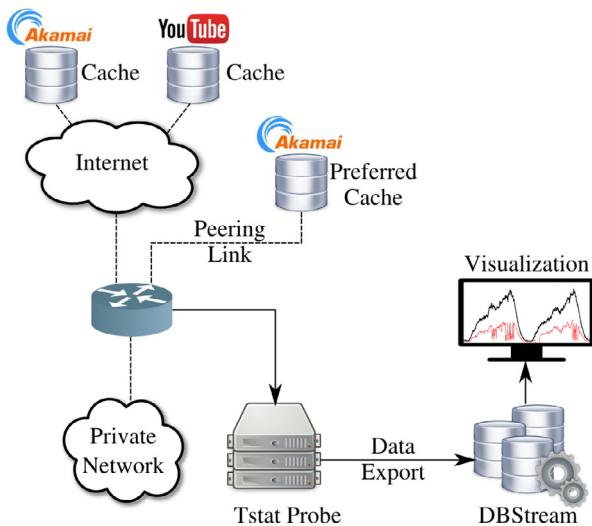 Akamai
YouTube
Cache
Cache
Internet
Akamai
Preferred
Cache
Peering
Link
Visualization
Private
Network
Data
Export
Tstat Probe
DBStream